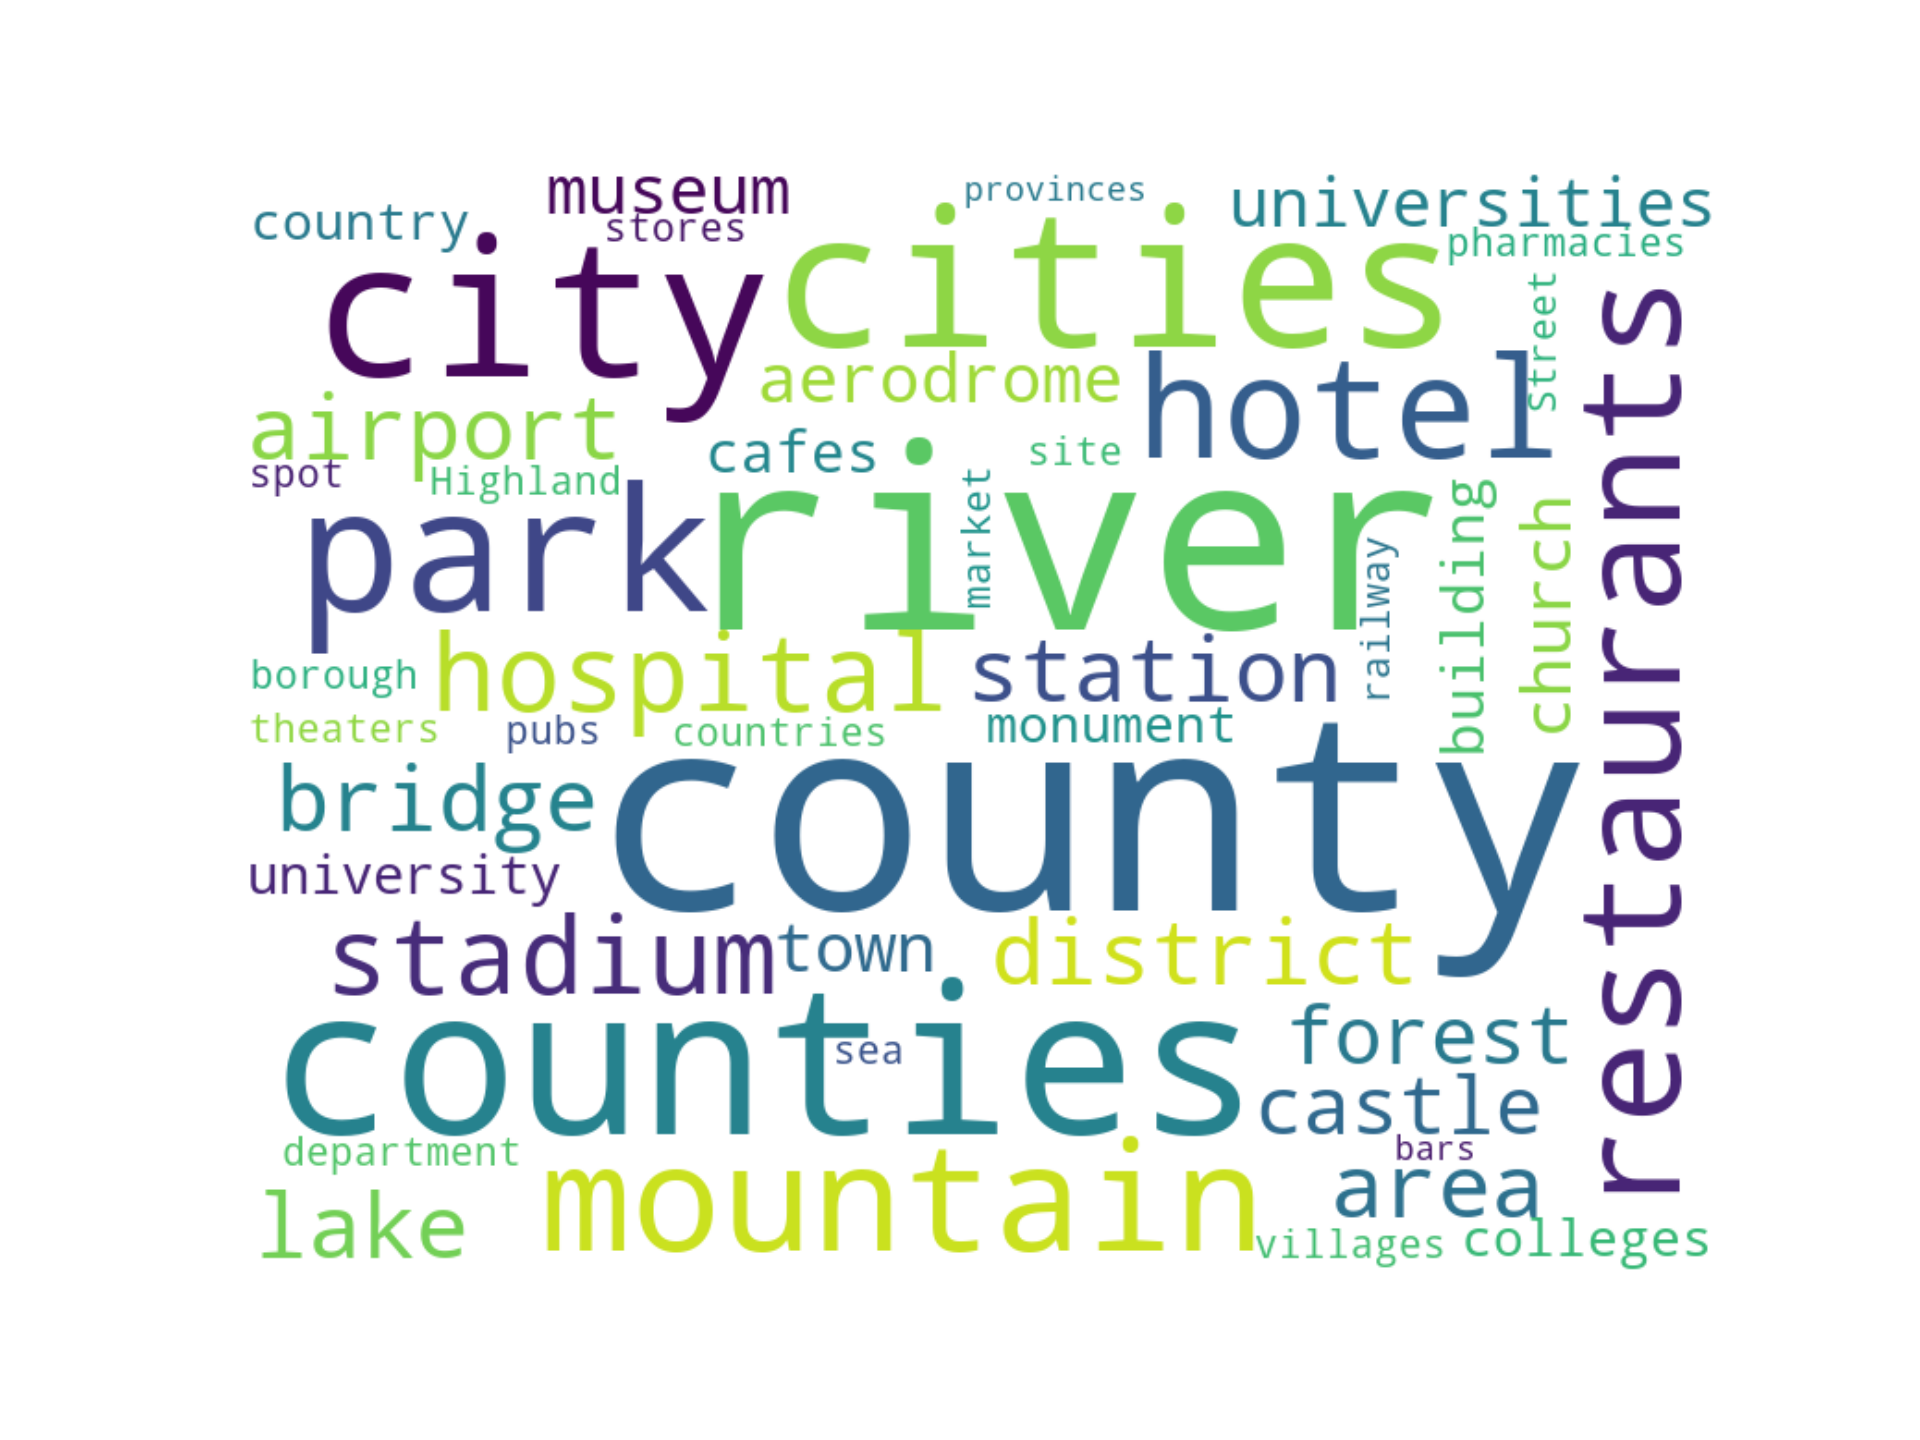 museum
provinces
universities
country
stores
pharmacies
city
cities
street
restaurants
aerodrome
hotel
airport
cafes
site
spot
Highland
park
river
market
railway
building
church
hospital
station
borough
theaters
pubs
countries
monument
bridge
county
university
stadium
town
district
counties
sea
forest
castle
department
bars
mountain
area
lake
villages
colleges